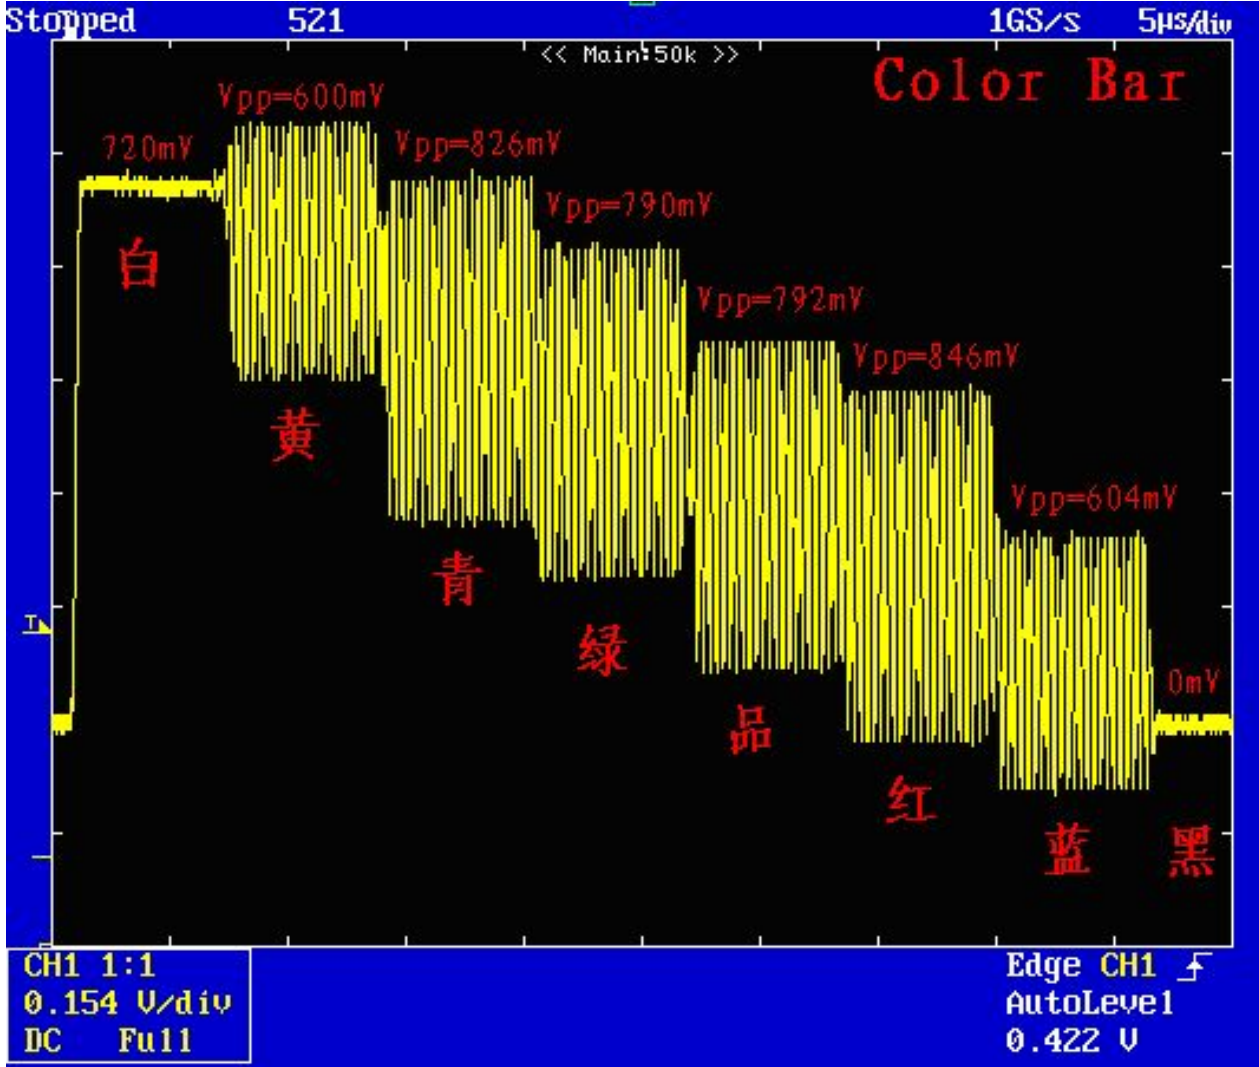 Stopped 521 1GS/s 5µs/div
<< Main:50k >>
Color Bar
Vpp=600mV
720mV
Vpp=826mV
Vpp=790mV
白
Vpp=792mV
Vpp=846mV
黄
Vpp=604mV
青
T
绿
0mV
品
红
蓝
黑
CH1 1:1
0.154 V/div
DC Full
Edge CH1
AutoLevel
0.422 V